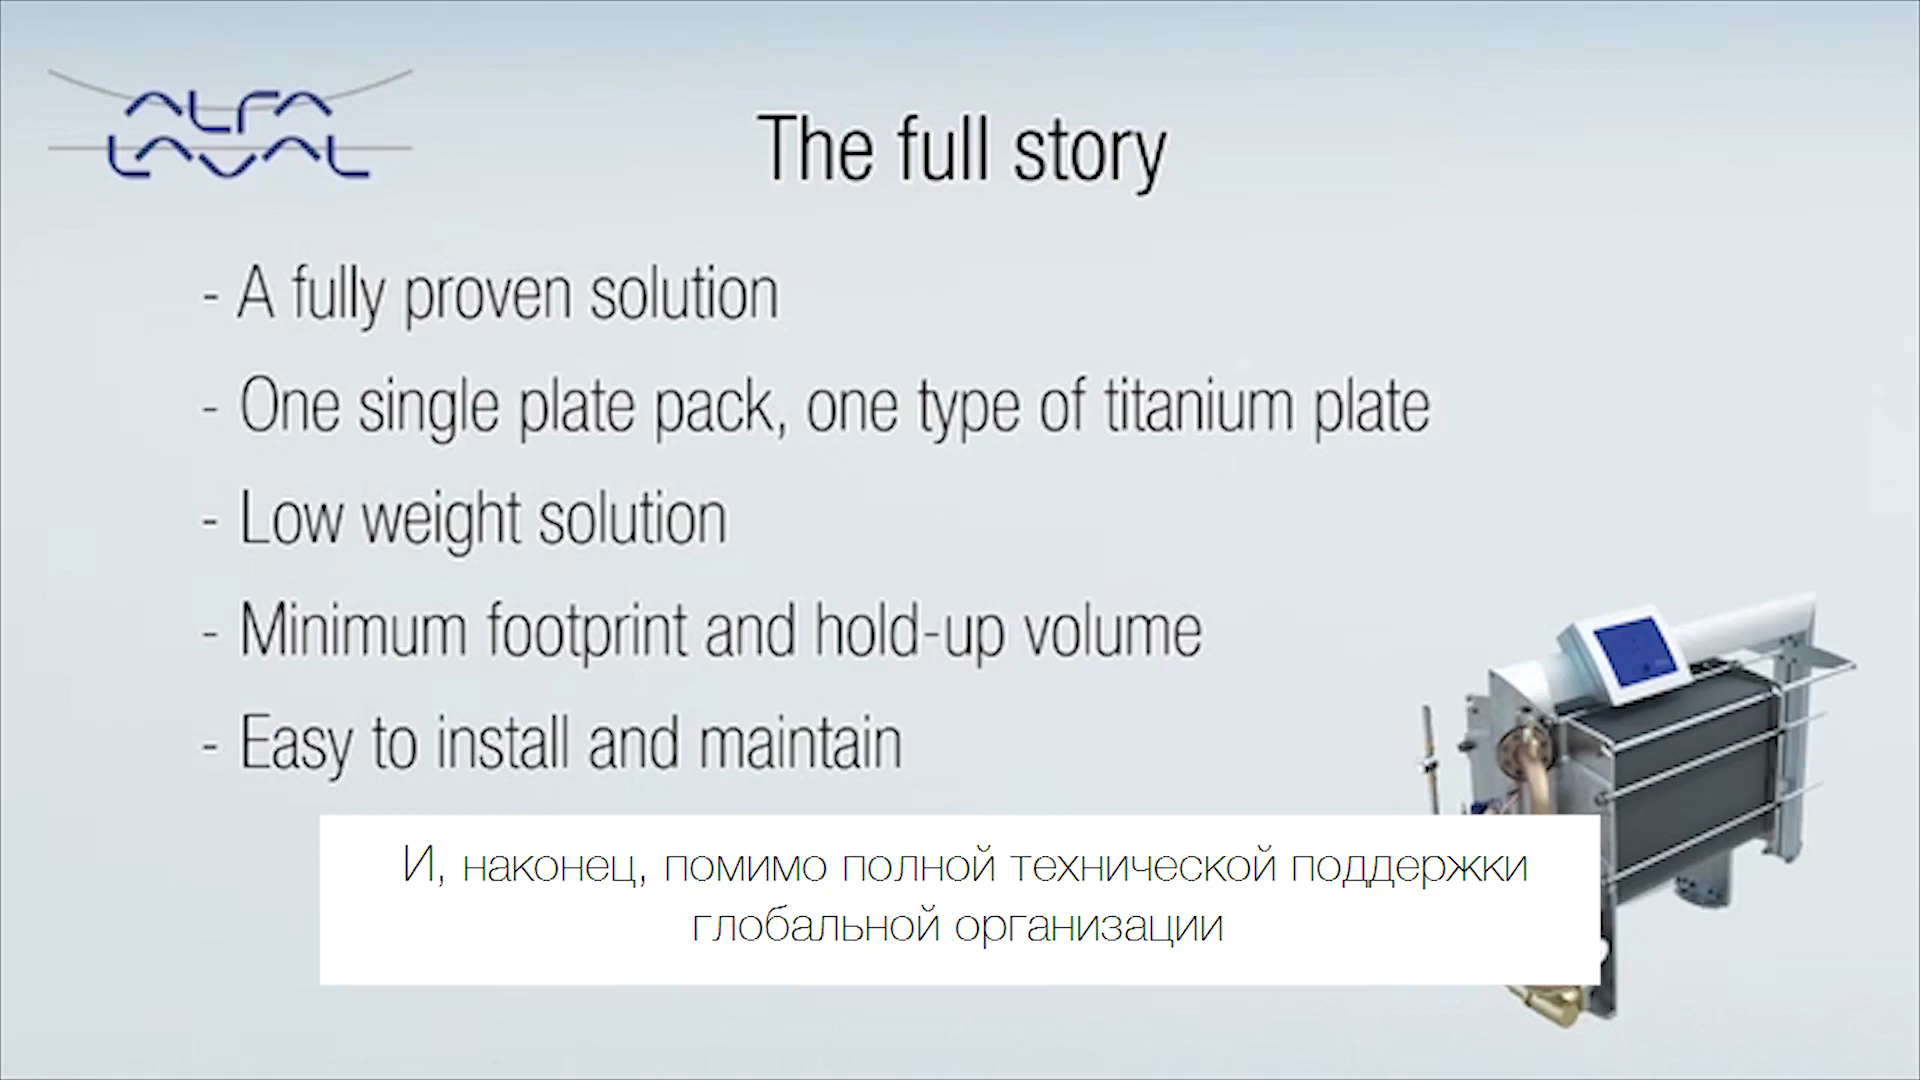 ALFA
LAVAL
The full story
- A fully proven solution
- One single plate pack, one type of titanium plate
- Low weight solution
- Minimum footprint and hold-up volume
- Easy to install and maintain
И, наконец, помимо полной технической поддержки
глобальной организации